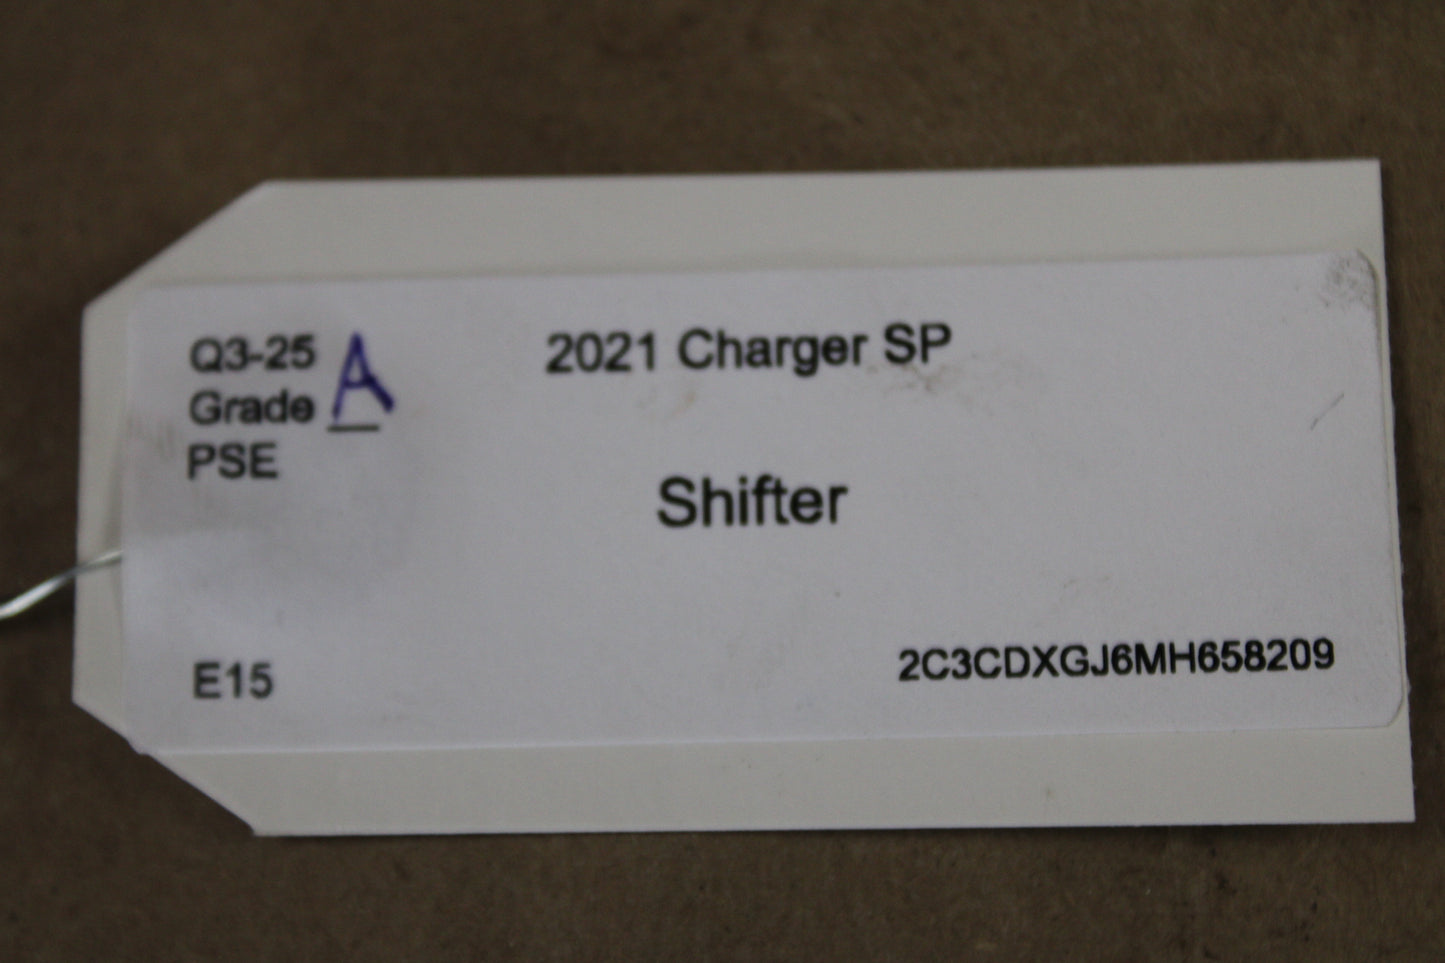 Q3-25
Grade A
PSE
2021 Charger SP
Shifter
E15
2C3CDXGJ6MH658209